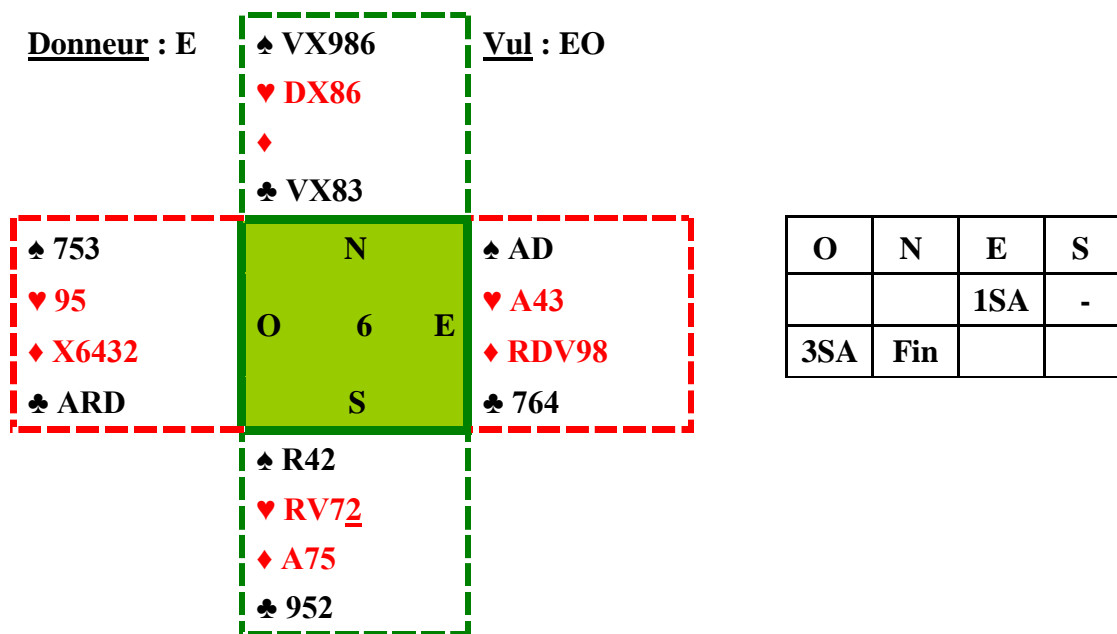 Donneur : E
♠ VX986
Vul : EO
♥ DX86
♦
♣ VX83
♠ 753
♥ 95
♦ X6432
♣ ARD
N
O 6 E
S
♠ AD
♥ A43
♦ RDV98
♣ 764
O N E S
1SA -
3SA Fin
♠ R42
♥ RV72
♦ A75
♣ 952